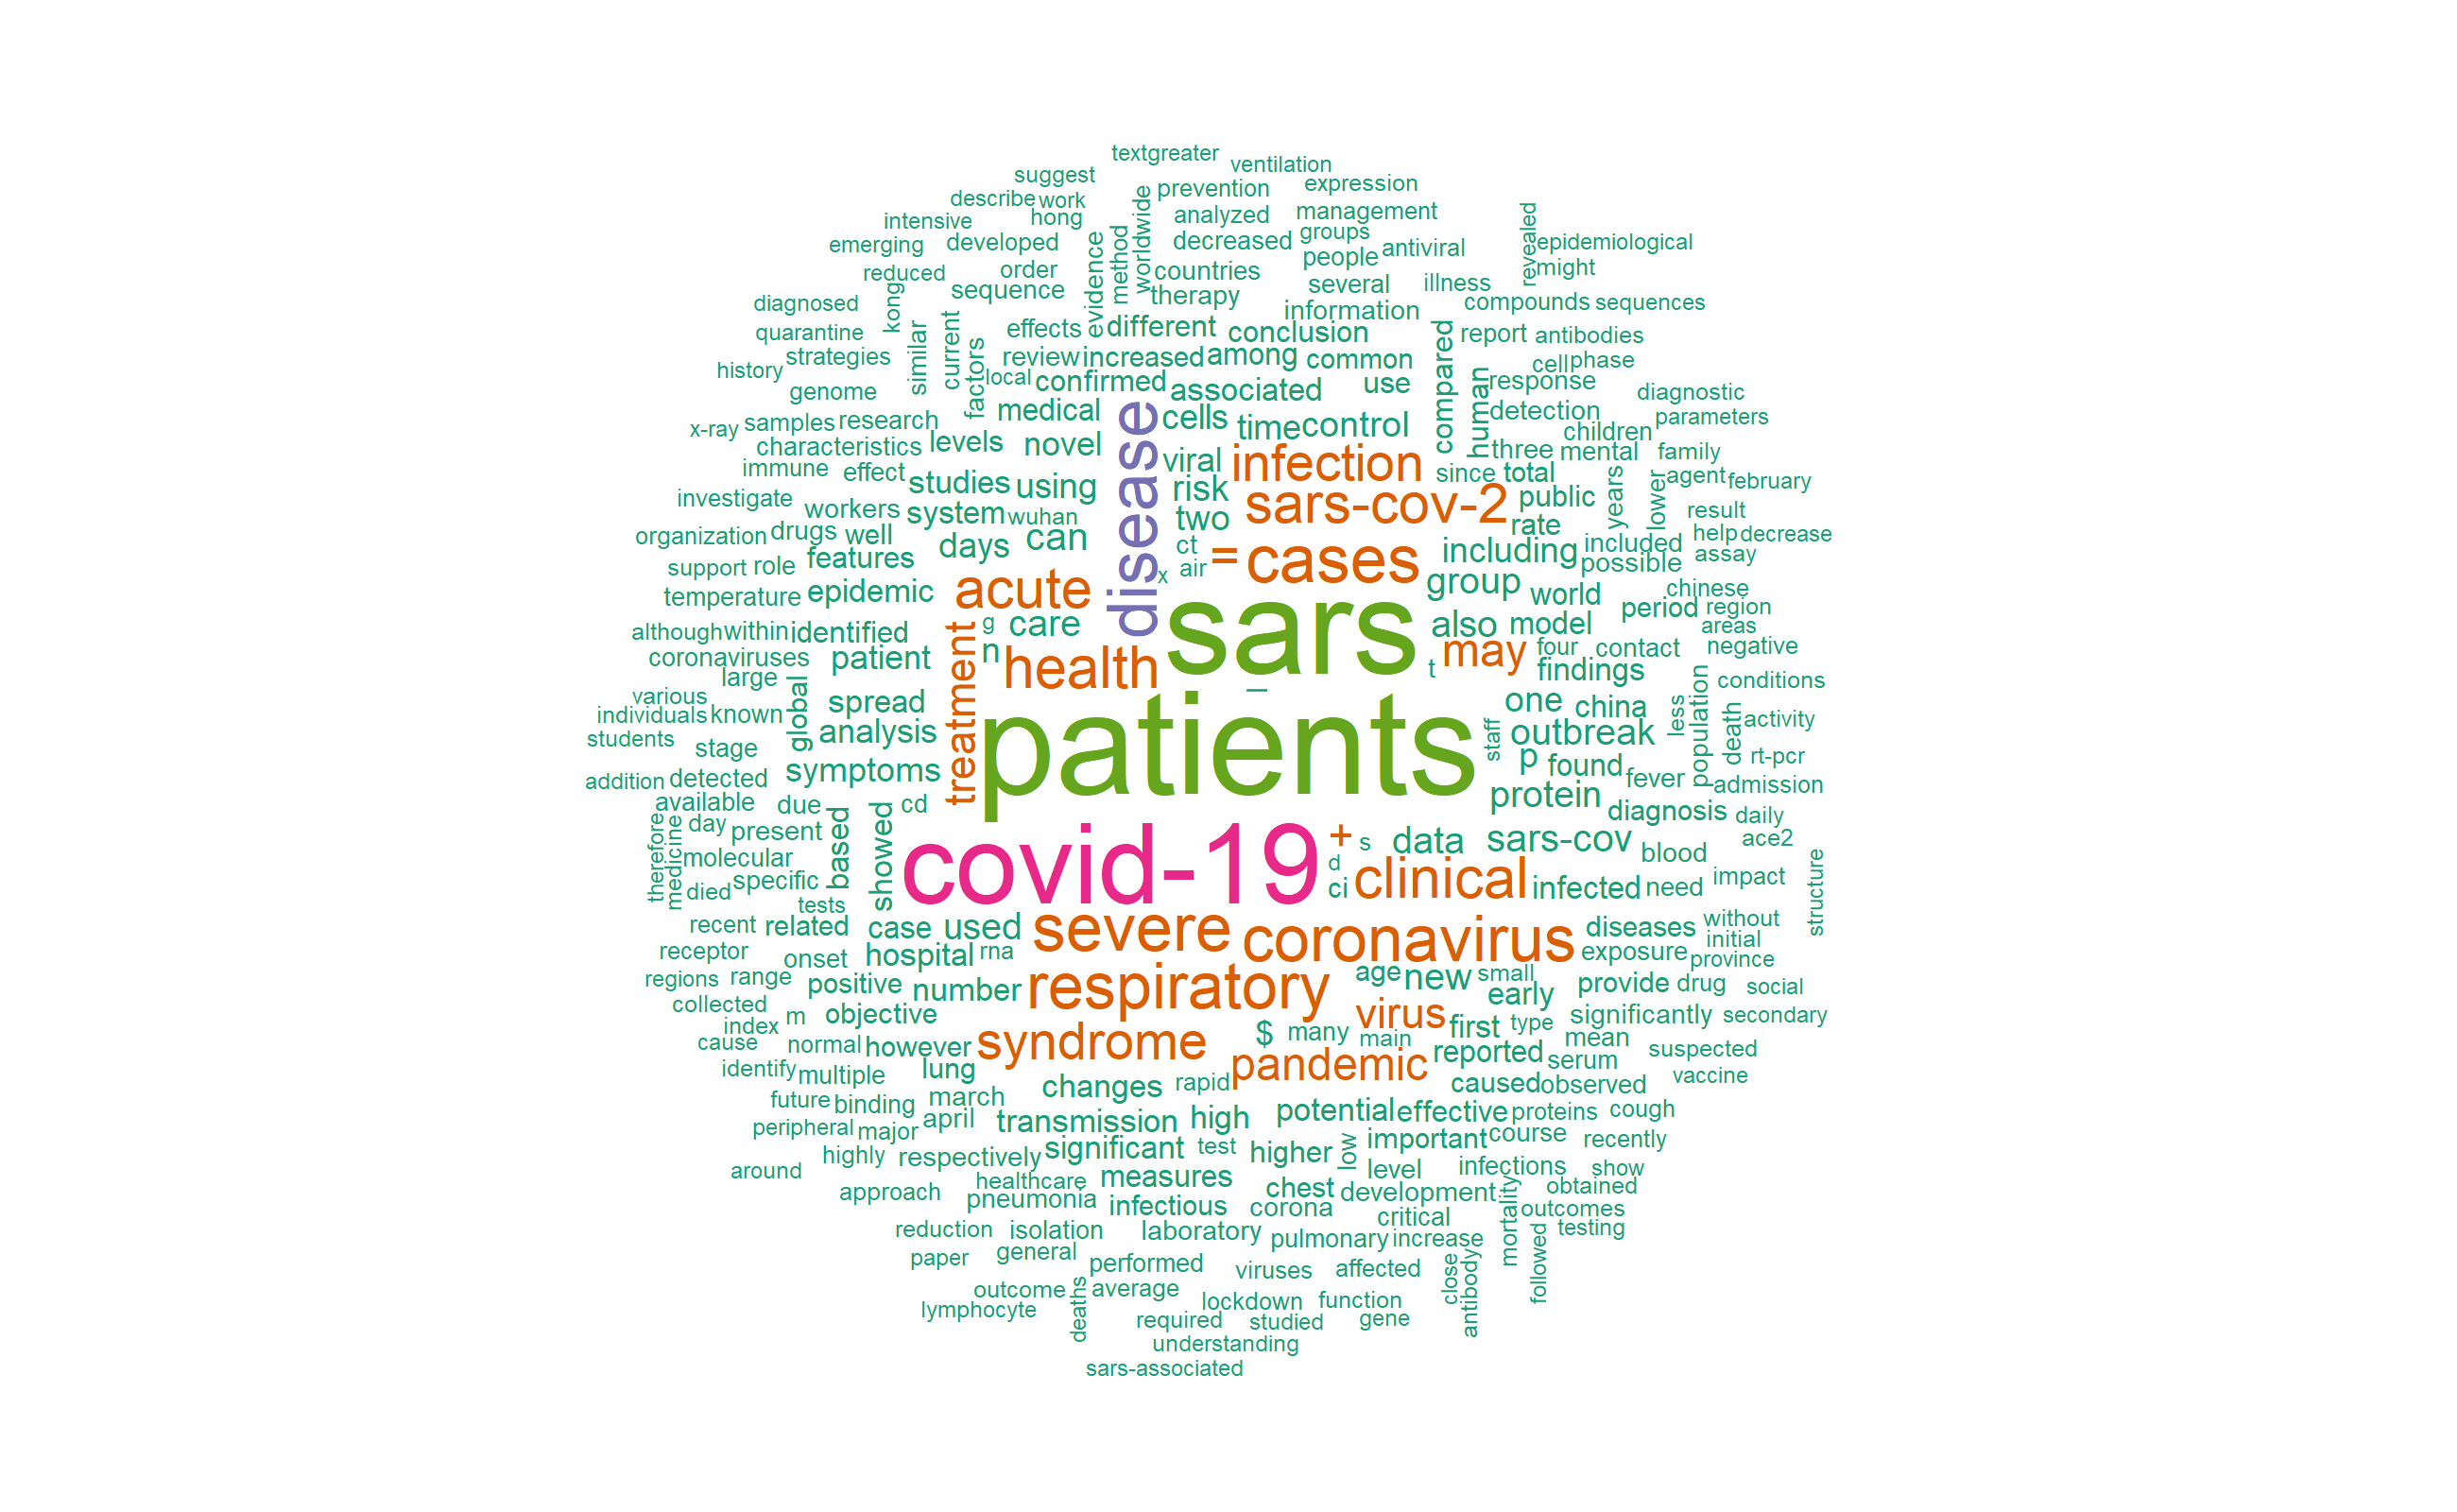 textgreater
ventilation
suggest
prevention
expression
describe
work
worldwide
intensive
hong
analyzed
management
revealed
emerging
developed
evidence
method
decreased
groups
people
antiviral
epidemiological
reduced
order
countries
several
illness
might
diagnosed
kong
sequence
therapy
information
compounds
sequences
quarantine
similar
current
effects
different
conclusion
compared
report
antibodies
history
strategies
factors
review
increased
among
common
human
cell
phase
genome
local
confirmed
associated
use
response
diagnostic
x-ray
samples
research
medical
disease
cells
time
control
detection
parameters
characteristics
levels
novel
viral
infection
three
children
mental
family
immune
effect
studies
using
risk
since
total
years
lower
agent
february
investigate
workers
system
wuhan
two
sars-cov-2
public
rate
result
organization
drugs
well
days
can
ct
=
cases
including
included
help
decrease
support
role
features
acute
x
air
group
possible
assay
temperature
epidemic
g
care
sars
world
period
chinese
region
although
within
identified
treatment
n
health
also
model
areas
coronaviruses
patient
t
may
four
contact
negative
large
global
spread
–
findings
population
conditions
various
individuals
known
analysis
patients
staff
one
china
less
death
activity
students
stage
symptoms
outbreak
p
found
fever
rt-pcr
addition
detected
cd
protein
admission
available
due
based
showed
covid-19
+
s
data
sars-cov
diagnosis
daily
therefore
medicine
day
present
d
blood
ace2
molecular
died
specific
ci
clinical
infected
need
impact
structure
tests
recent
related
case
used
severe
coronavirus
diseases
without
receptor
onset
hospital
rna
exposure
initial
province
regions
range
positive
number
respiratory
age
new
small
early
provide
drug
social
collected
index
m
objective
virus
first
type
significantly
secondary
cause
normal
however
syndrome
$
many
main
reported
mean
serum
suspected
identify
multiple
lung
changes
rapid
pandemic
caused
observed
vaccine
future
binding
march
april
transmission
high
potential
effective
proteins
cough
peripheral
major
significant
test
higher
low
important
course
recently
highly
respectively
measures
level
infections
show
around
healthcare
approach
pneumonia
infectious
chest
corona
development
critical
mortality
obtained
outcomes
reduction
isolation
laboratory
pulmonary
increase
followed
testing
paper
general
performed
viruses
affected
close
antibody
outcome
deaths
average
lockdown
function
lymphocyte
required
studied
gene
understanding
sars-associated